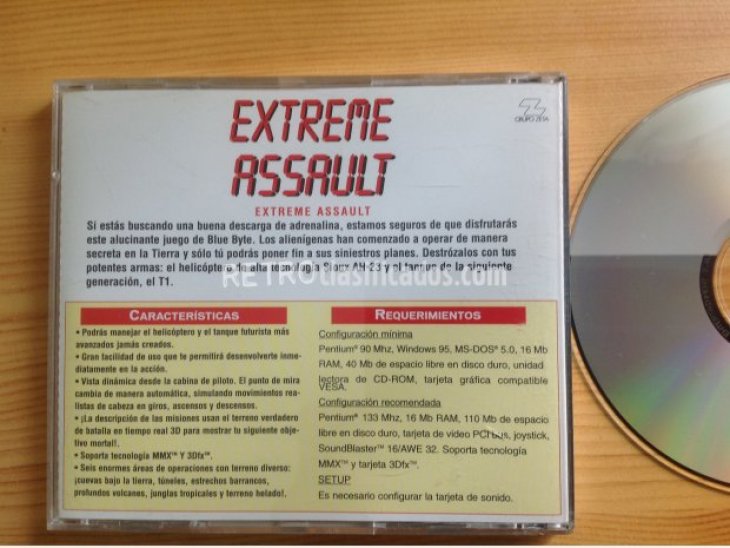 EXTREME
ASSAULT
GRUPO ZETA
EXTREME ASSAULT
Sí estás buscando una buena descarga de adrenalina, estamos seguros de que disfrutarás
este alucinante juego de Blue Byte. Los alienígenas han comenzado a operar de manera
secreta en la Tierra y sólo tú podrás poner fin a sus siniestros planes. Destrózalos con tus
potentes armas: el helicóptero de alta tecnología Sioux AH-23 y el tanque de la siguiente
generación, el T1.
RETROclasificados.com
CARACTERÍSTICAS
• Podrás manejar el helicóptero y el tanque futurista más
avanzados jamás creados.
• Gran facilidad de uso que te permitirá desenvolverte inme-
diatamente en la acción.
• Vista dinámica desde la cabina de piloto. El punto de mira
cambia de manera automática, simulando movimientos rea-
listas de cabeza en giros, ascensos y descensos.
• ¡La descripción de las misiones usan el terreno verdadero
de batalla en tiempo real 3D para mostrar tu siguiente obje-
tivo mortal!.
• Soporta tecnología MMX™ Y 3Dfx™.
• Seis enormes áreas de operaciones con terreno diverso:
¡cuevas bajo la tierra, túneles, estrechos barrancos,
profundos volcanes, junglas tropicales y terreno helado!.
REQUERIMIENTOS
Configuración mínima
Pentium® 90 Mhz, Windows 95, MS-DOS® 5.0, 16 Mb
RAM, 40 Mb de espacio libre en disco duro, unidad
lectora de CD-ROM, tarjeta gráfica compatible
VESA.
Configuración recomendada
Pentium® 133 Mhz, 16 Mb RAM, 110 Mb de espacio
libre en disco duro, tarjeta de video PCI bus, joystick,
SoundBlaster™ 16/AWE 32. Soporta tecnología
MMX™ y tarjeta 3Dfx™.
SETUP
Es necesario configurar la tarjeta de sonido.